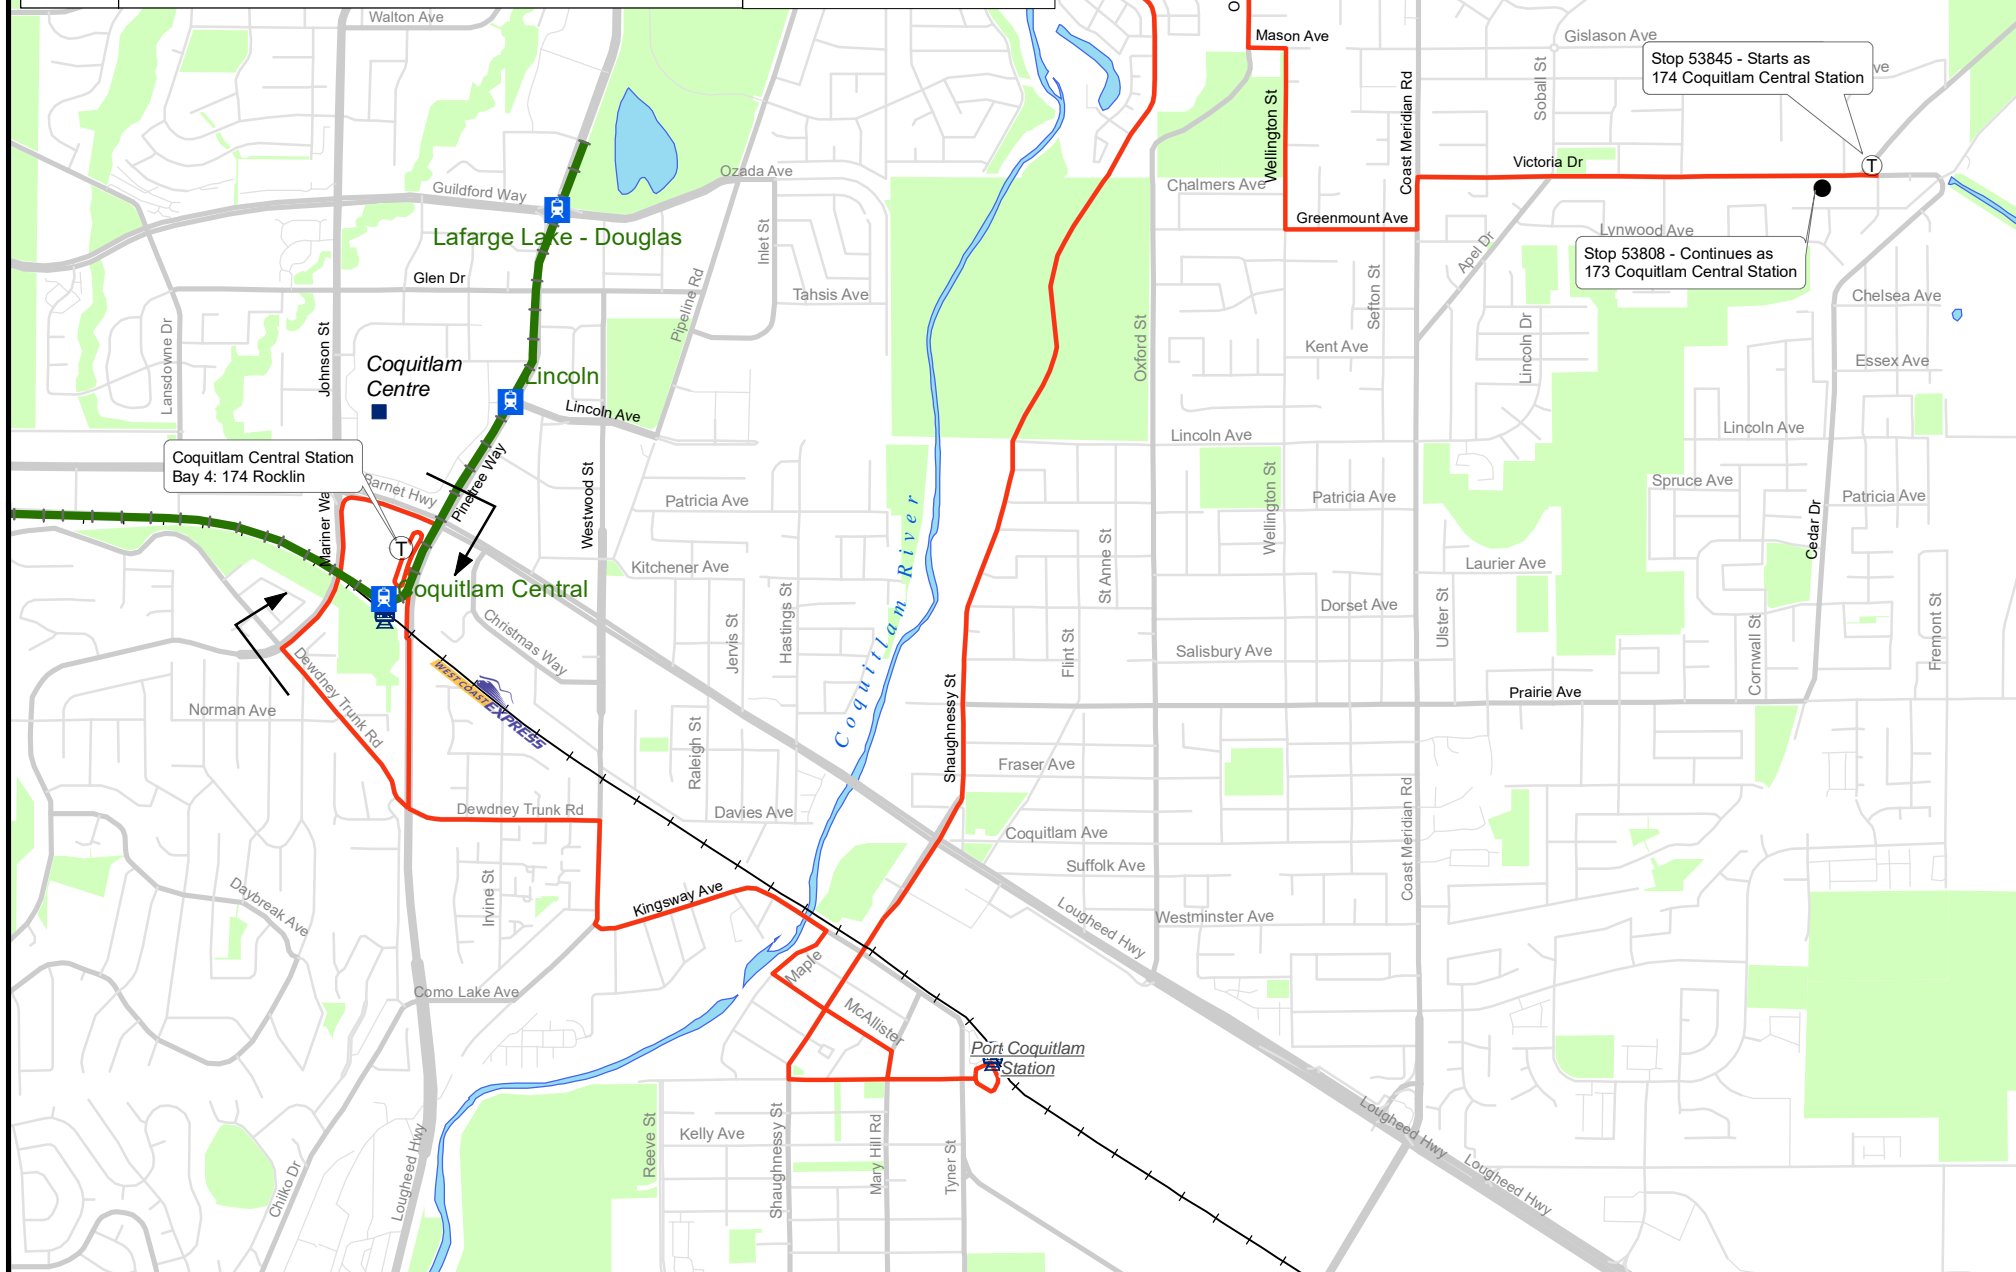 Walton Ave
O
Mason Ave
Gislason Ave
Stop 53845 - Starts as
174 Coquitlam Central Station
ve
Soball St
Coast Meridian Rd
Wellington St
Victoria Dr
Ozada Ave
Guildford Way
Chalmers Ave
Greenmount Ave
Lynwood Ave
Lafarge Lake - Douglas
Inlet St
Apel Dr
Stop 53808 - Continues as
173 Coquitlam Central Station
Glen Dr
Pipeline Rd
Tahsis Ave
Sefton St
Chelsea Ave
Lansdowne Dr
Johnson St
Coquitlam
Centre
Lincoln
Oxford St
Kent Ave
Lincoln Dr
Essex Ave
Lincoln Ave
Lincoln Ave
Lincoln Ave
Coquitlam Central Station
Bay 4: 174 Rocklin
Barnet Hwy
Pinetree Way
Westwood St
Patricia Ave
Wellington St
Patricia Ave
Spruce Ave
Patricia Ave
Mariner Wa
T
T
Coquitlam River
St Anne St
Cedar Dr
Kitchener Ave
Laurier Ave
oquitlam Central
Christmas Way
Jervis St
Hastings St
Flint St
Dorset Ave
Ulster St
Cornwall St
Fremont St
Salisbury Ave
WEST COAST
EXPRESS
Dewdney Trunk Rd
Norman Ave
Shaughnessy St
Prairie Ave
Raleigh St
Fraser Ave
Coast Meridian Rd
Dewdney Trunk Rd
Davies Ave
Coquitlam Ave
Suffolk Ave
Daybreak Ave
Irvine St
Kingsway Ave
Lougheed Hwy
Westminster Ave
Como Lake Ave
Maple
McAllister
Port Coquitlam
Station
Reeve St
Kelly Ave
Shaughnessy St
Mary Hill Rd
Tyner St
Chilko Dr
Lougheed Hwy
Lougheed Hwy
Lougheed Hwy